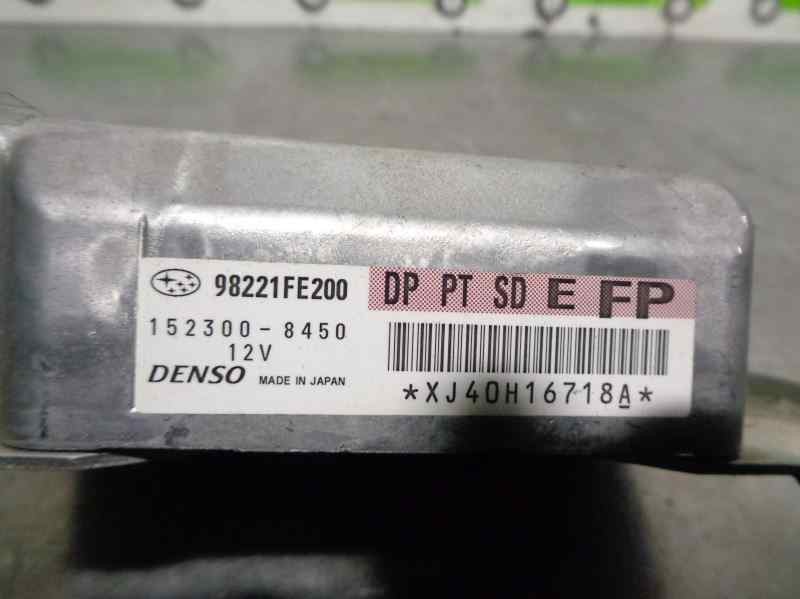 98221FE200 DP PT SD E FP
152300-8450
12V
DENSO MADE IN JAPAN
*XJ40H16718A*